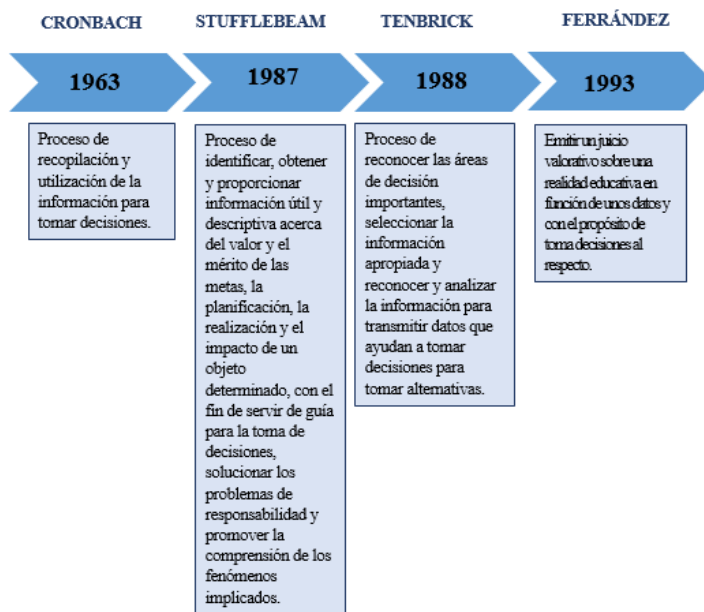 CRONBACH
STUFFLEBEAM
TENBRICK
FERRÁNDEZ
1963
1987
1988
1993
Proceso de
recopilación y
utilización de la
información para
tomar decisiones.
Proceso de
identificar, obtener
y proporcionar
información útil y
descriptiva acerca
del valor y el
mérito de las
metas, la
planificación, la
realización y el
impacto de un
objeto
determinado, con el
fin de servir de guía
para la toma de
decisiones,
solucionar los
problemas de
responsabilidad y
promover la
comprensión de los
fenómenos
implicados.
Proceso de
reconocer las áreas
de decisión
importantes,
seleccionar la
información
apropiada y
reconocer y analizar
la información para
transmitir datos que
ayudan a tomar
decisiones para
tomar alternativas.
Emitir un juicio
valorativo sobre una
realidad educativa en
función de unos datos y
con el propósito de
toma decisiones al
respecto.